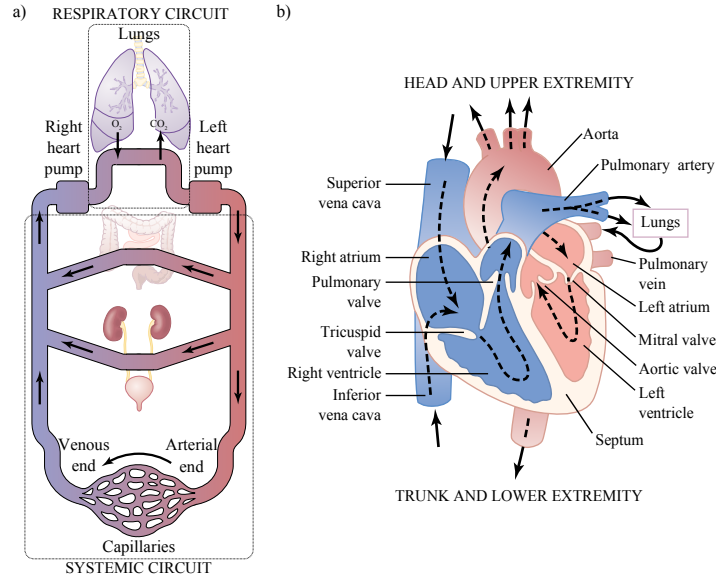 a)
RESPIRATORY CIRCUIT
Lungs
O2
CO2
Right
heart
pump
Left
heart
pump
Venous
end
Arterial
end
Capillaries
SYSTEMIC CIRCUIT
b)
HEAD AND UPPER EXTREMITY
Aorta
Pulmonary artery
Superior
vena cava
Lungs
Right atrium
Pulmonary
valve
Pulmonary
vein
Left atrium
Tricuspid
valve
Mitral valve
Aortic valve
Right ventricle
Left
ventricle
Inferior
vena cava
Septum
TRUNK AND LOWER EXTREMITY